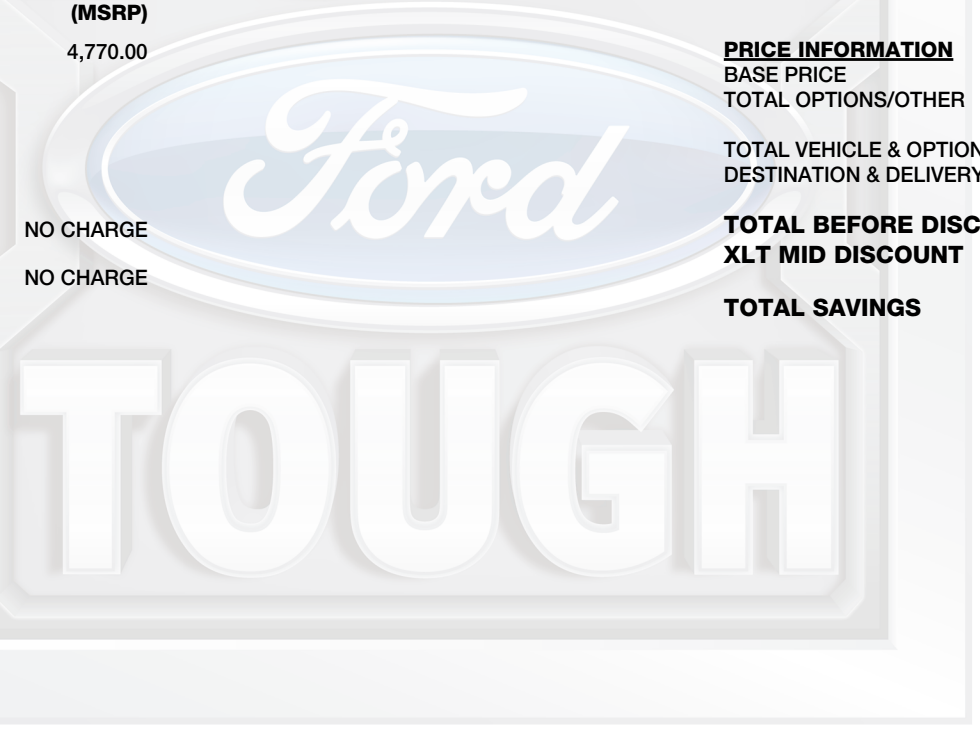 (MSRP)
4,770.00
NO CHARGE
NO CHARGE
PRICE INFORMATION
BASE PRICE
TOTAL OPTIONS/OTHER
TOTAL VEHICLE & OPTION
DESTINATION & DELIVERY
TOTAL BEFORE DISC
XLT MID DISCOUNT
TOTAL SAVINGS
Ford
TOUGH